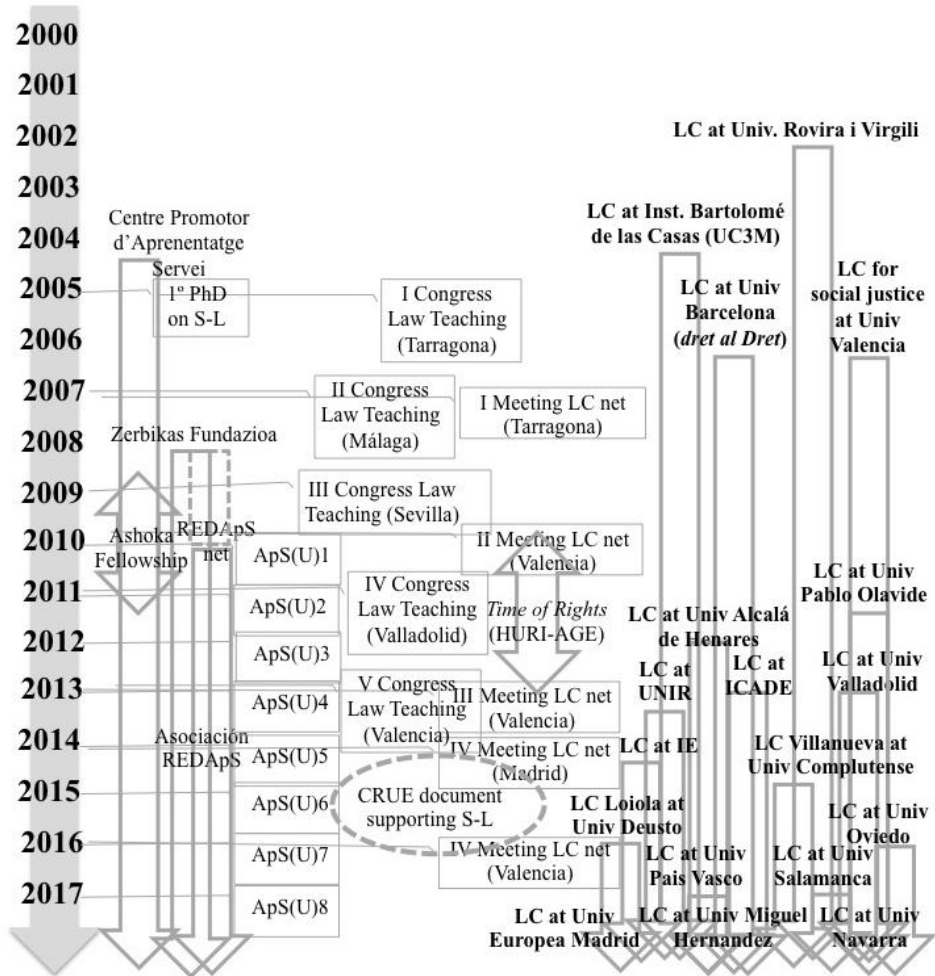 2000
2001
2002
2003
2004
2005
2006
2007
2008
2009
2010
2011
2012
2013
2014
2015
2016
2017
Centre Promotor
d'Aprenentatge
Servei
1º PhD
on S-L
Zerbikas Fundazioa
Ashoka
Fellowship
REDApS
net
Asociación
REDApS
ApS(U)1
ApS(U)2
ApS(U)3
ApS(U)4
ApS(U)5
ApS(U)6
ApS(U)7
ApS(U)8
I Congress
Law Teaching
(Tarragona)
II Congress
Law Teaching
(Málaga)
I Meeting LC net
(Tarragona)
III Congress Law
Teaching (Sevilla)
II Meeting LC net
(Valencia)
IV Congress
Law Teaching
(Valladolid)
Time of Rights
(HURI-AGE)
V Congress
Law Teaching
(Valencia)
III Meeting LC net
(Valencia)
IV Meeting LC net
(Madrid)
CRUE document
supporting S-L
IV Meeting LC net
(Valencia)
LC at Univ. Rovira i Virgili
LC at Inst. Bartolomé
de las Casas (UC3M)
LC at Univ
Barcelona
(dret al Dret)
LC for
social justice
at Univ
Valencia
LC at Univ
Pablo Olavide
LC at Univ Alcalá
de Henares
LC at
UNIR
LC at
ICADE
LC at Univ
Valladolid
LC at IE
LC Villanueva at
Univ Complutense
LC Loiola at
Univ Deusto
LC at Univ
Oviedo
LC at Univ
Pais Vasco
LC at Univ
Salamanca
LC at Univ
Europea Madrid
LC at Univ Miguel
Hernandez
LC at Univ
Navarra